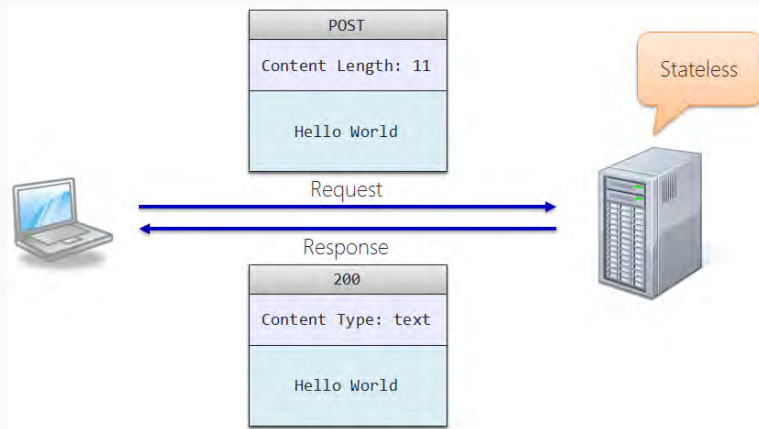 POST
Content Length: 11
Hello World
Stateless
Request
Response
200
Content Type: text
Hello World